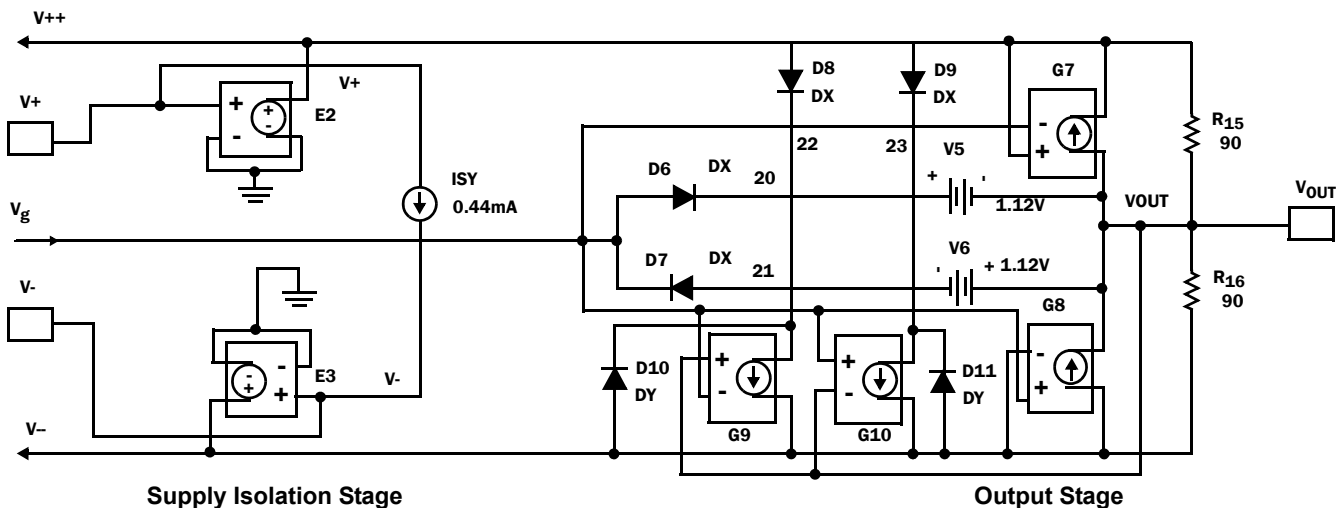 V++
V+
V+
+
-
+
-
E2
ISY
0.44mA
Vg
V-
-
+
-
+
E3
V-
V--
D8
DX
D9
DX
22
23
G7
-
+
R15
90
D6
DX
20
V5
+
-
1.12V
VOUT
VOUT
D7
DX
21
V6
-
+ 1.12V
R16
90
G8
-
+
D10
DY
+
-
G9
+
-
G10
D11
DY
Supply Isolation Stage
Output Stage